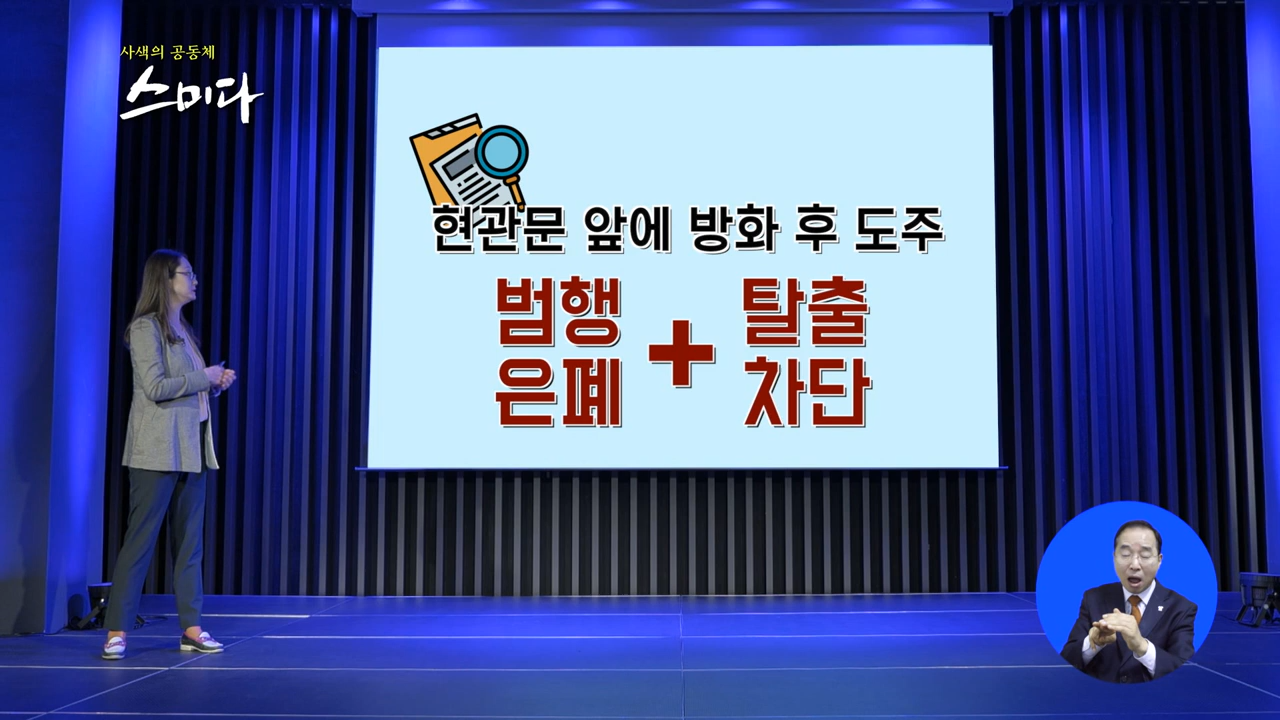 사색의 공동체
스미다
현관문 앞에 방화 후 도주
범행 은폐 + 탈출 차단